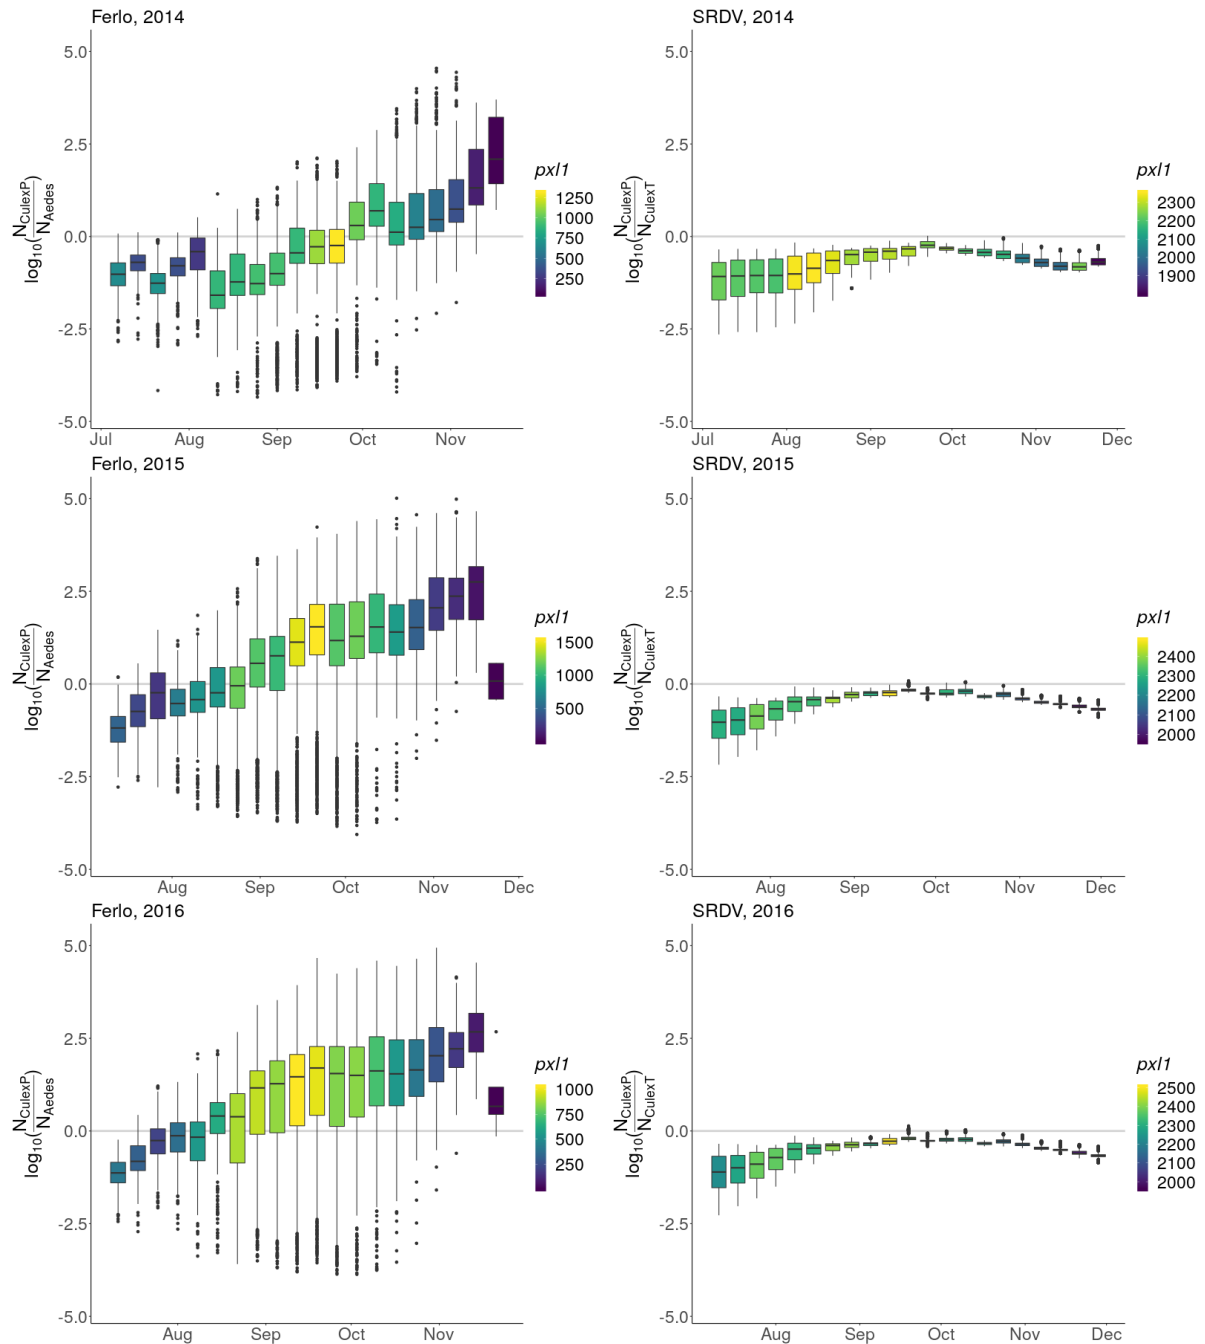 Ferlo, 2014
5.0
2.5
0.0
-2.5
-5.0
log10(NCulexP/NAedes)
Jul Aug Sep Oct Nov
pxl1
1250
1000
750
500
250
SRDV, 2014
5.0
2.5
0.0
-2.5
-5.0
log10(NCulexP/NCulexT)
Jul Aug Sep Oct Nov Dec
pxl1
2300
2200
2100
2000
1900
Ferlo, 2015
5.0
2.5
0.0
-2.5
-5.0
log10(NCulexP/NAedes)
Aug Sep Oct Nov Dec
pxl1
1500
1000
500
SRDV, 2015
5.0
2.5
0.0
-2.5
-5.0
log10(NCulexP/NCulexT)
Aug Sep Oct Nov Dec
pxl1
2400
2300
2200
2100
2000
Ferlo, 2016
5.0
2.5
0.0
-2.5
-5.0
log10(NCulexP/NAedes)
Aug Sep Oct Nov
pxl1
1000
750
500
250
SRDV, 2016
5.0
2.5
0.0
-2.5
-5.0
log10(NCulexP/NCulexT)
Aug Sep Oct Nov Dec
pxl1
2500
2400
2300
2200
2100
2000